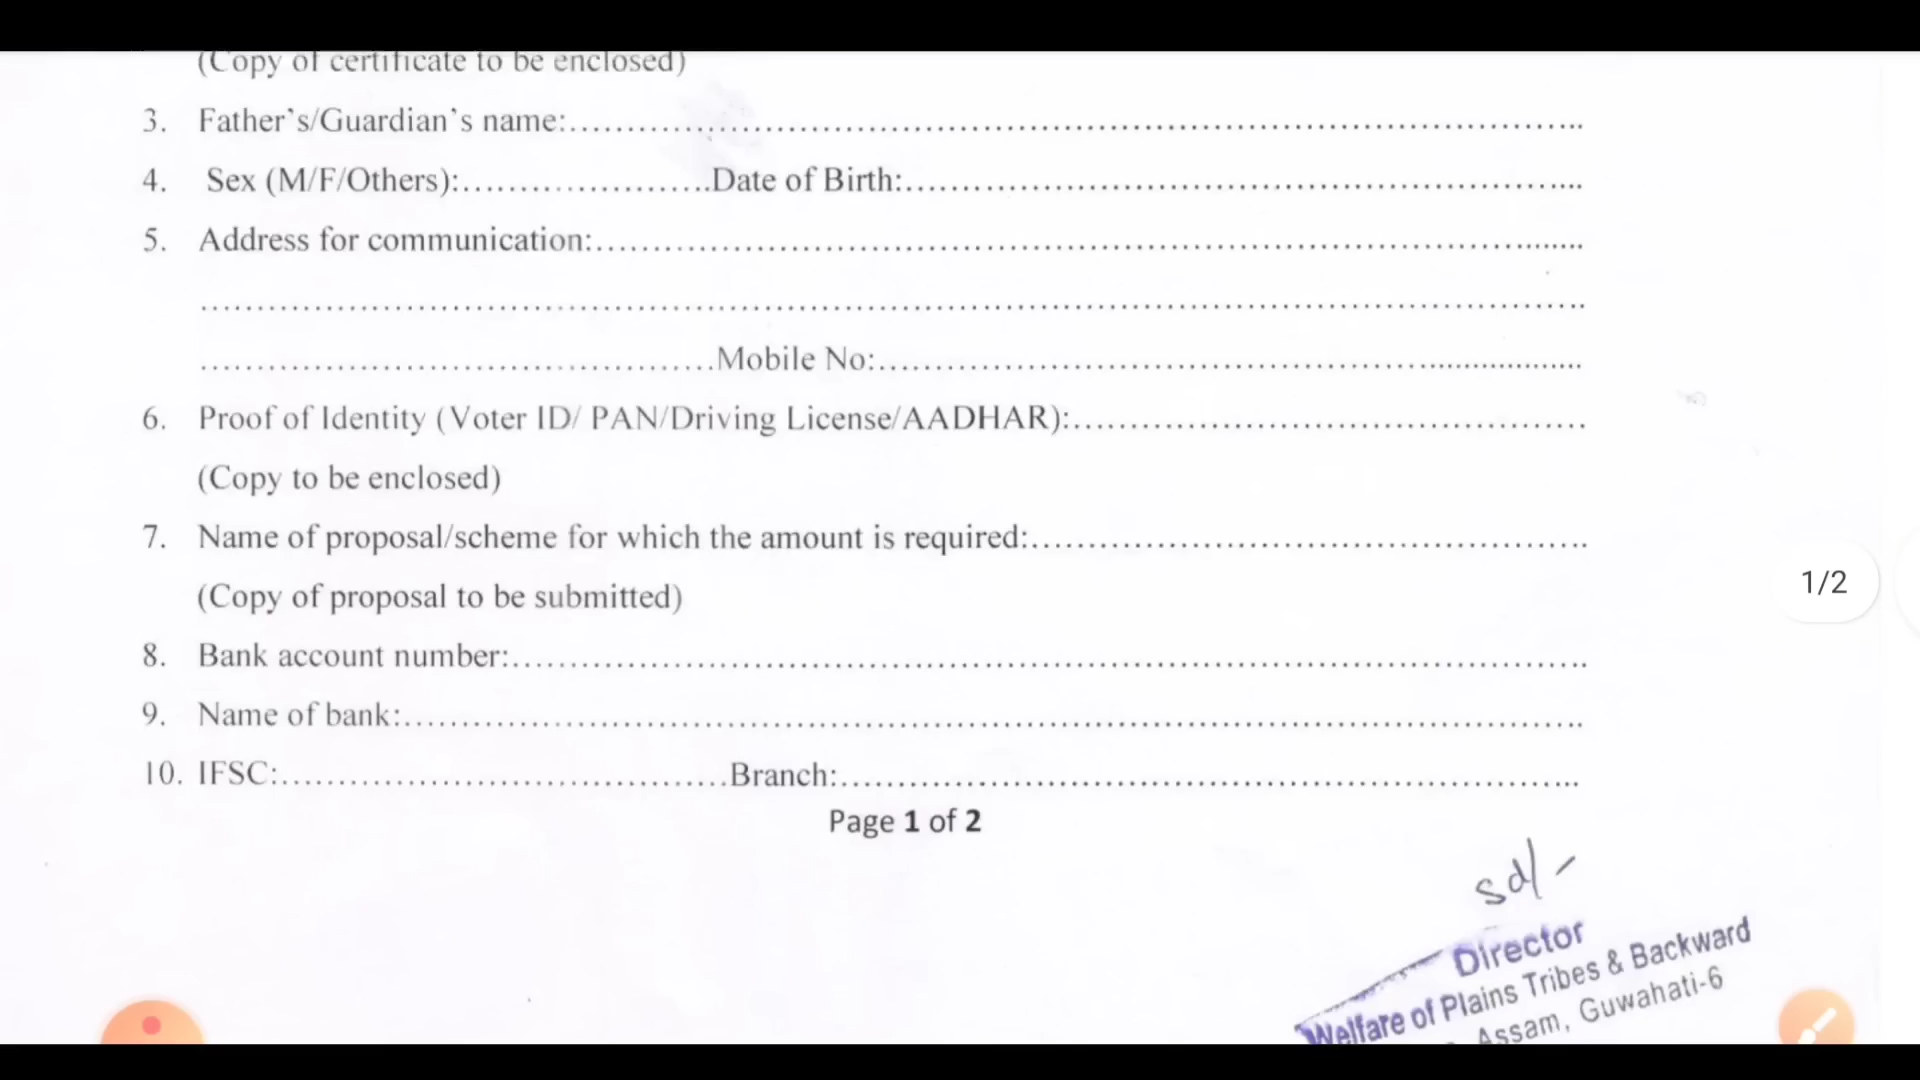 (Copy of certificate to be enclosed)
3. Father`s/Guardian`s name:..........................................................................................
4. Sex (M/F/Others):......................Date of Birth:............................................................
5. Address for communication:........................................................................................
...........................................................................................................................
..............................................Mobile No:...............................................................
6. Proof of Identity (Voter ID/ PAN/Driving License/AADHAR):..............................................
(Copy to be enclosed)
7. Name of proposal/scheme for which the amount is required:.................................................
(Copy of proposal to be submitted)
1/2
8. Bank account number:................................................................................................
9. Name of bank:.........................................................................................................
10. IFSC:........................................Branch:..................................................................
Page 1 of 2
sd/-
Director
Welfare of Plains Tribes & Backward
Assam, Guwahati-6